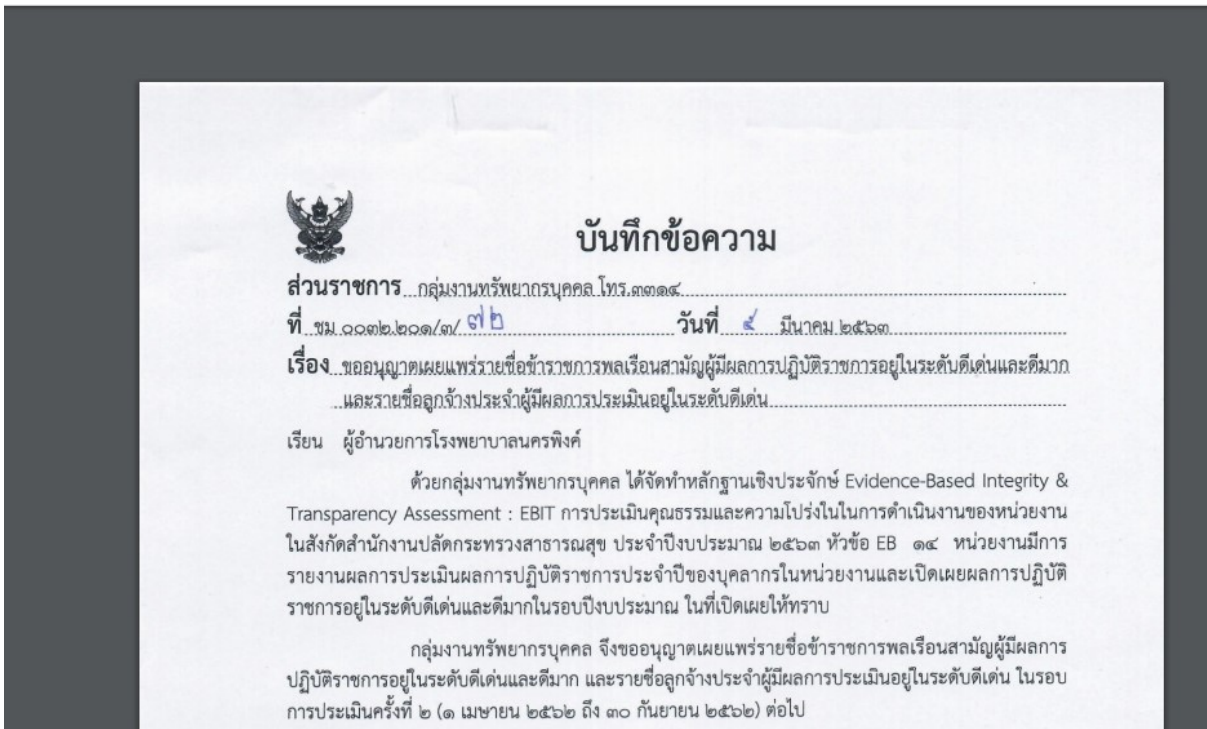 บันทึกข้อความ
ส่วนราชการ กลุ่มงานทรัพยากรบุคคล โทร.๓๓๑๔
ที่ ชม ๐๐๓๒.๒๐๑/๓/ ๗๒ วันที่ ๕ มีนาคม ๒๕๖๓
เรื่อง ขออนุญาตเผยแพร่รายชื่อข้าราชการพลเรือนสามัญผู้มีผลการปฏิบัติราชการอยู่ในระดับดีเด่นและดีมาก
และรายชื่อลูกจ้างประจำผู้มีผลการประเมินอยู่ในระดับดีเด่น
เรียน ผู้อำนวยการโรงพยาบาลนครพิงค์
ด้วยกลุ่มงานทรัพยากรบุคคล ได้จัดทำหลักฐานเชิงประจักษ์ Evidence-Based Integrity &
Transparency Assessment : EBIT การประเมินคุณธรรมและความโปร่งในในการดำเนินงานของหน่วยงาน
ในสังกัดสำนักงานปลัดกระทรวงสาธารณสุข ประจำปีงบประมาณ ๒๕๖๓ หัวข้อ EB ๑๔ หน่วยงานมีการ
รายงานผลการประเมินผลการปฏิบัติราชการประจำปีของบุคลากรในหน่วยงานและเปิดเผยผลการปฏิบัติ
ราชการอยู่ในระดับดีเด่นและดีมากในรอบปีงบประมาณ ในที่เปิดเผยให้ทราบ
กลุ่มงานทรัพยากรบุคคล จึงขออนุญาตเผยแพร่รายชื่อข้าราชการพลเรือนสามัญผู้มีผลการ
ปฏิบัติราชการอยู่ในระดับดีเด่นและดีมาก และรายชื่อลูกจ้างประจำผู้มีผลการประเมินอยู่ในระดับดีเด่น ในรอบ
การประเมินครั้งที่ ๒ (๑ เมษายน ๒๕๖๒ ถึง ๓๐ กันยายน ๒๕๖๒) ต่อไป